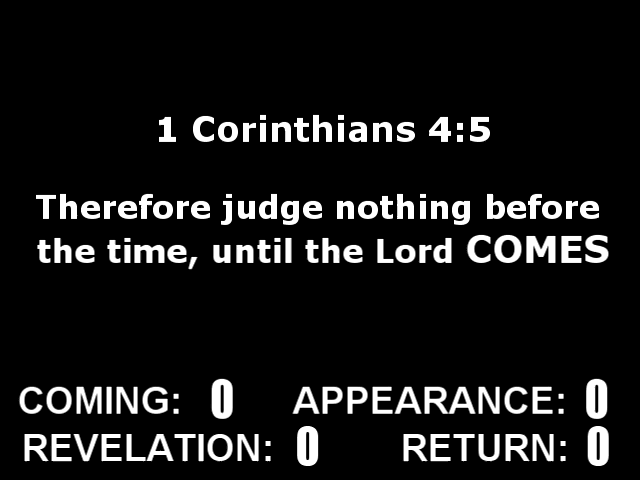 1 Corinthians 4:5
Therefore judge nothing before
the time, until the Lord COMES
COMING: 0 APPEARANCE: 0
REVELATION: 0 RETURN: 0